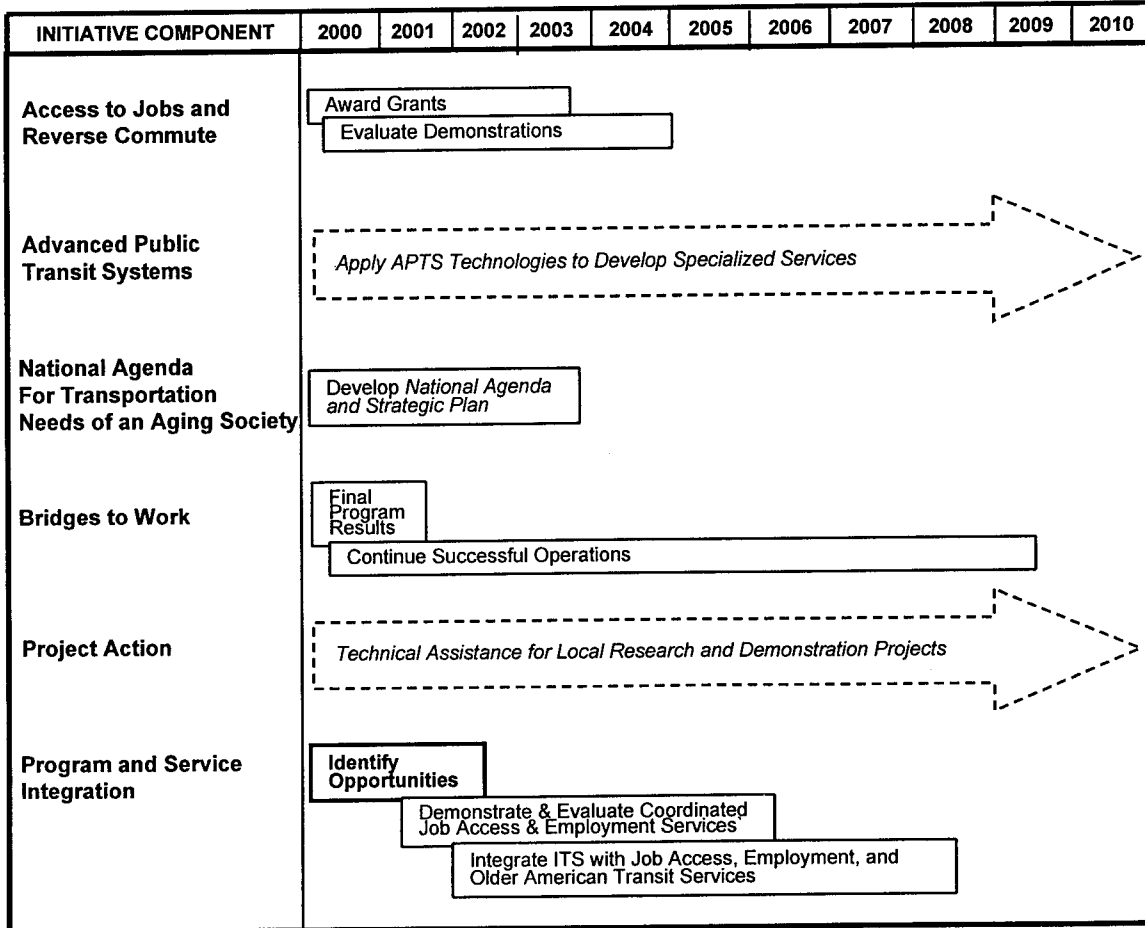 INITIATIVE COMPONENT 2000 2001 2002 2003 2004 2005 2006 2007 2008 2009 2010
Access to Jobs and
Reverse Commute
Award Grants
Evaluate Demonstrations
Advanced Public
Transit Systems
Apply APTS Technologies to Develop Specialized Services
National Agenda
For Transportation
Needs of an Aging Society
Develop National Agenda
and Strategic Plan
Bridges to Work
Final
Program
Results
Continue Successful Operations
Project Action
Technical Assistance for Local Research and Demonstration Projects
Program and Service
Integration
Identify
Opportunities
Demonstrate & Evaluate Coordinated
Job Access & Employment Services
Integrate ITS with Job Access, Employment, and
Older American Transit Services